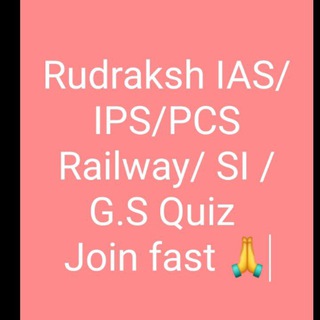 Rudraksh IAS/
IPS/PCS
Railway/ SI /
G.S Quiz
Join fast 🙏